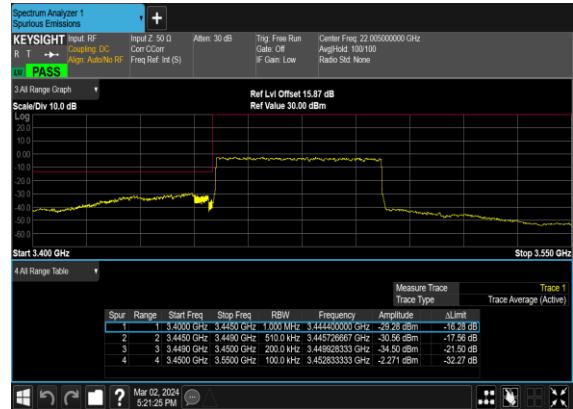 Spectrum Analyzer 1
Spurious Emissions
KEYSIGHT Input: RF Input Z: 50 Ω Atten: 30 dB Trig: Free Run Center Freq: 22.005000000 GHz
R T Coupling: DC Corr CCorr Gate: Off Avg|Hold: 100/100
Align: Auto/No RF Freq Ref: Int (S) IF Gain: Low Radio Std: None
LW PASS
3 All Range Graph
Ref Lvl Offset 15.87 dB
Scale/Div 10.0 dB Ref Value 30.00 dBm
Log
20.0
10.0
0.00
-10.0
-20.0
-30.0
-40.0
-50.0
-60.0
Start 3.400 GHz Stop 3.550 GHz
4 All Range Table
Measure Trace Trace 1
Trace Type Trace Average (Active)
Spur Range Start Freq Stop Freq RBW Frequency Amplitude ΔLimit
1 1 3.4000 GHz 3.4450 GHz 1.000 MHz 3.444400000 GHz -29.28 dBm -16.28 dB
2 2 3.4450 GHz 3.4490 GHz 510.0 kHz 3.445726667 GHz -30.56 dBm -17.56 dB
3 3 3.4490 GHz 3.4500 GHz 200.0 kHz 3.449928333 GHz -34.50 dBm -21.50 dB
4 4 3.4500 GHz 3.5500 GHz 100.0 kHz 3.452833333 GHz -2.271 dBm -32.27 dB
? Mar 02, 2024
5:21:25 PM